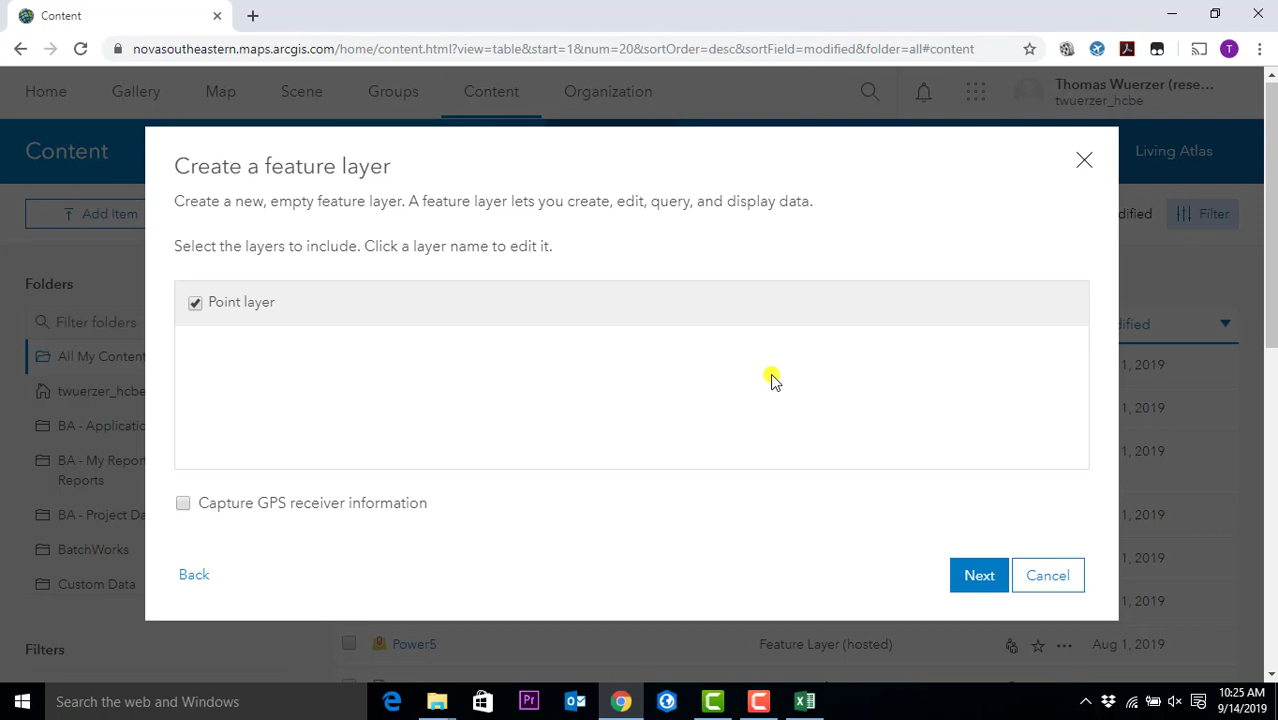 Content
novasoutheastern.maps.arcgis.com/home/content.html?view=table&start=1&num=20&sortOrder=desc&sortField=modified&folder=all#content
T
Home Gallery Map Scene Groups Content Organization
Thomas Wuerzer (rese...
twuerzer_hcbe
Content
Living Atlas
Add Item
Filter
Create a feature layer
Create a new, empty feature layer. A feature layer lets you create, edit, query, and display data.
Select the layers to include. Click a layer name to edit it.
Point layer
Capture GPS receiver information
Back
Next
Cancel
Folders
Filter folders
All My Content
twuerzer_hcbe
BA - Applicatio
BA - My Report
Reports
BA - Project Da
BatchWorks
Custom Data
Filters
Power5 Feature Layer (hosted) Aug 1, 2019
Search the web and Windows
10:25 AM
9/14/2019